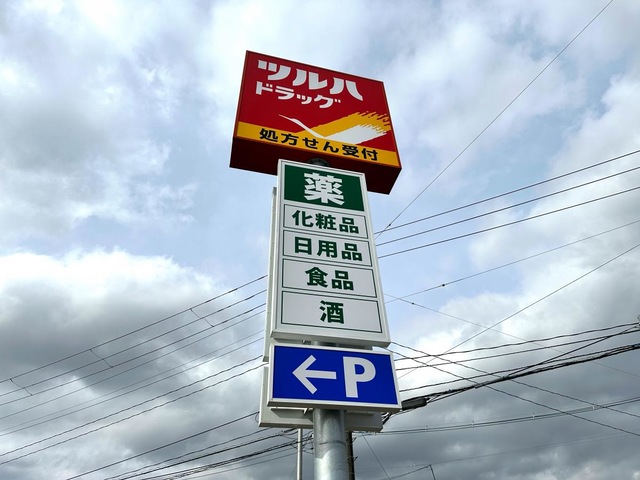 ツルハ
ドラッグ
処方せん受付
薬
化粧品
日用品
食品
酒
←P